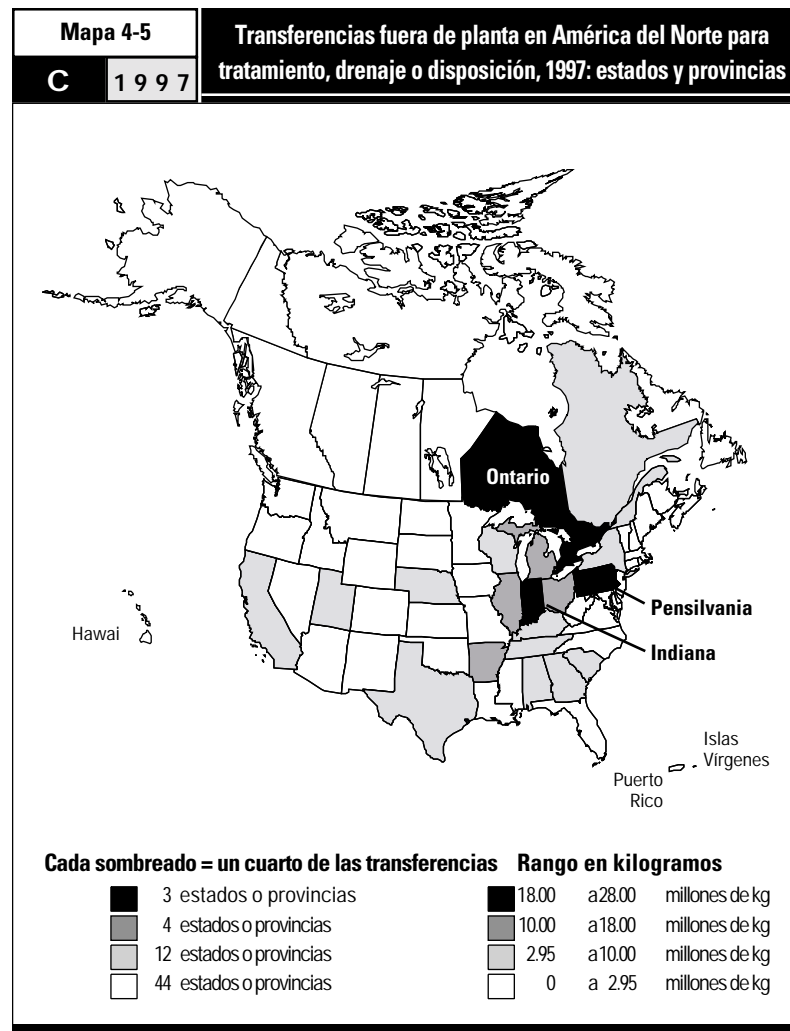 Mapa 4-5
C 1997
Transferencias fuera de planta en América del Norte para
tratamiento, drenaje o disposición, 1997: estados y provincias
Ontario
Pensilvania
Indiana
Hawai
Islas
Vírgenes
Puerto
Rico
Cada sombreado = un cuarto de las transferencias
3 estados o provincias
4 estados o provincias
12 estados o provincias
44 estados o provincias
Rango en kilogramos
18.00 a 28.00 millones de kg
10.00 a 18.00 millones de kg
2.95 a 10.00 millones de kg
0 a 2.95 millones de kg